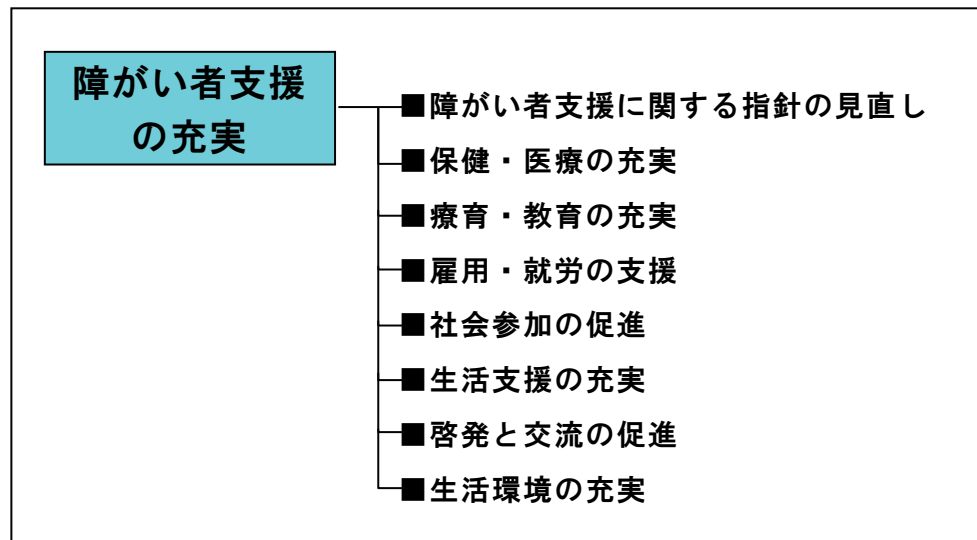 障がい者支援
の充実
■障がい者支援に関する指針の見直し
■保健・医療の充実
■療育・教育の充実
■雇用・就労の支援
■社会参加の促進
■生活支援の充実
■啓発と交流の促進
■生活環境の充実